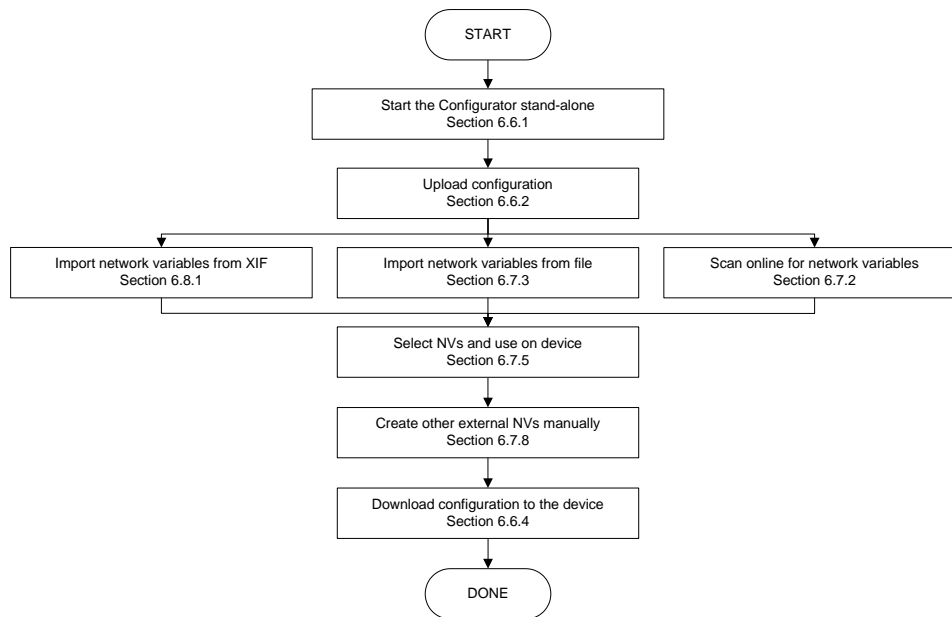 START
Start the Configurator stand-alone
Section 6.6.1
Upload configuration
Section 6.6.2
Import network variables from XIF
Section 6.8.1
Import network variables from file
Section 6.7.3
Scan online for network variables
Section 6.7.2
Select NVs and use on device
Section 6.7.5
Create other external NVs manually
Section 6.7.8
Download configuration to the device
Section 6.6.4
DONE